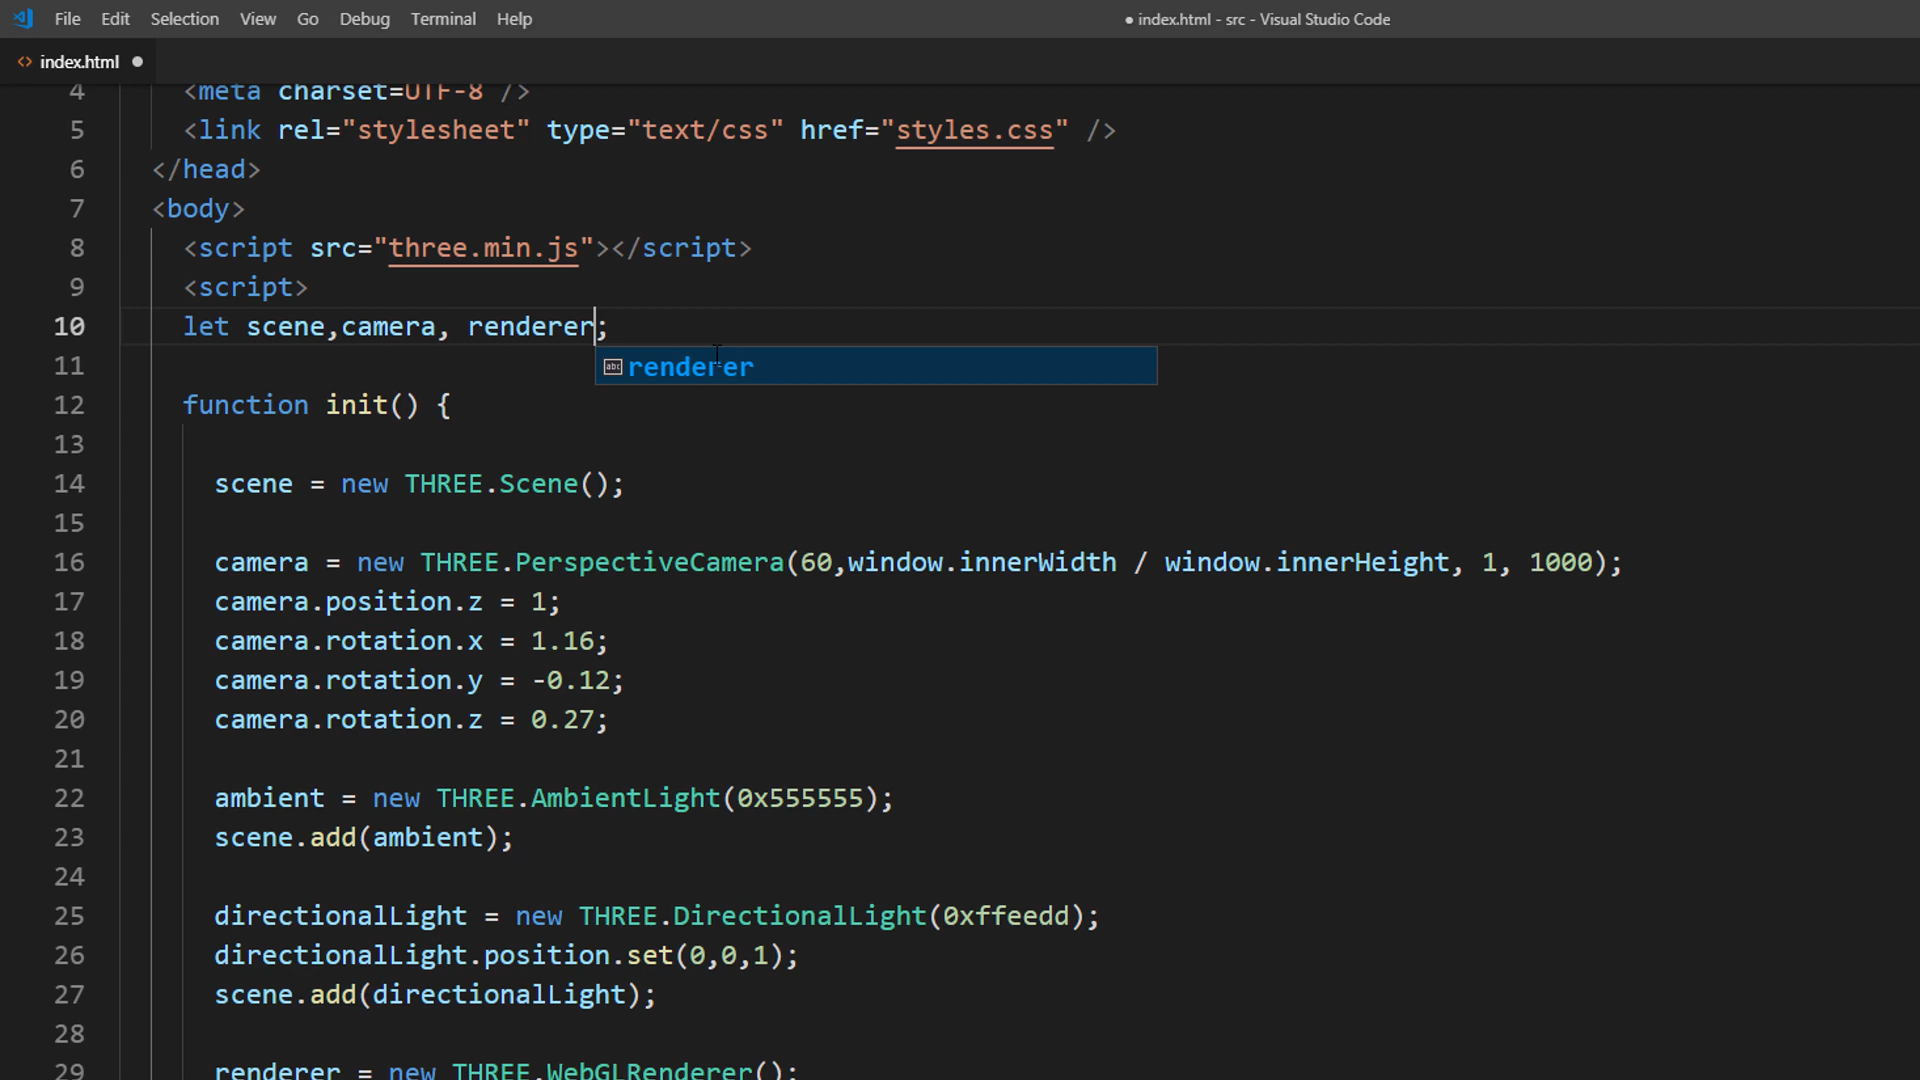 File Edit Selection View Go Debug Terminal Help
● index.html - src - Visual Studio Code
<> index.html ●
4 <meta charset=UTF-8 />
5 <link rel="stylesheet" type="text/css" href="styles.css" />
6 </head>
7 <body>
8 <script src="three.min.js"></script>
9 <script>
10 let scene,camera, renderer;
11
abc renderer
12 function init() {
13
14 scene = new THREE.Scene();
15
16 camera = new THREE.PerspectiveCamera(60,window.innerWidth / window.innerHeight, 1, 1000);
17 camera.position.z = 1;
18 camera.rotation.x = 1.16;
19 camera.rotation.y = -0.12;
20 camera.rotation.z = 0.27;
21
22 ambient = new THREE.AmbientLight(0x555555);
23 scene.add(ambient);
24
25 directionalLight = new THREE.DirectionalLight(0xffeedd);
26 directionalLight.position.set(0,0,1);
27 scene.add(directionalLight);
28
29 renderer = new THREE.WebGLRenderer();